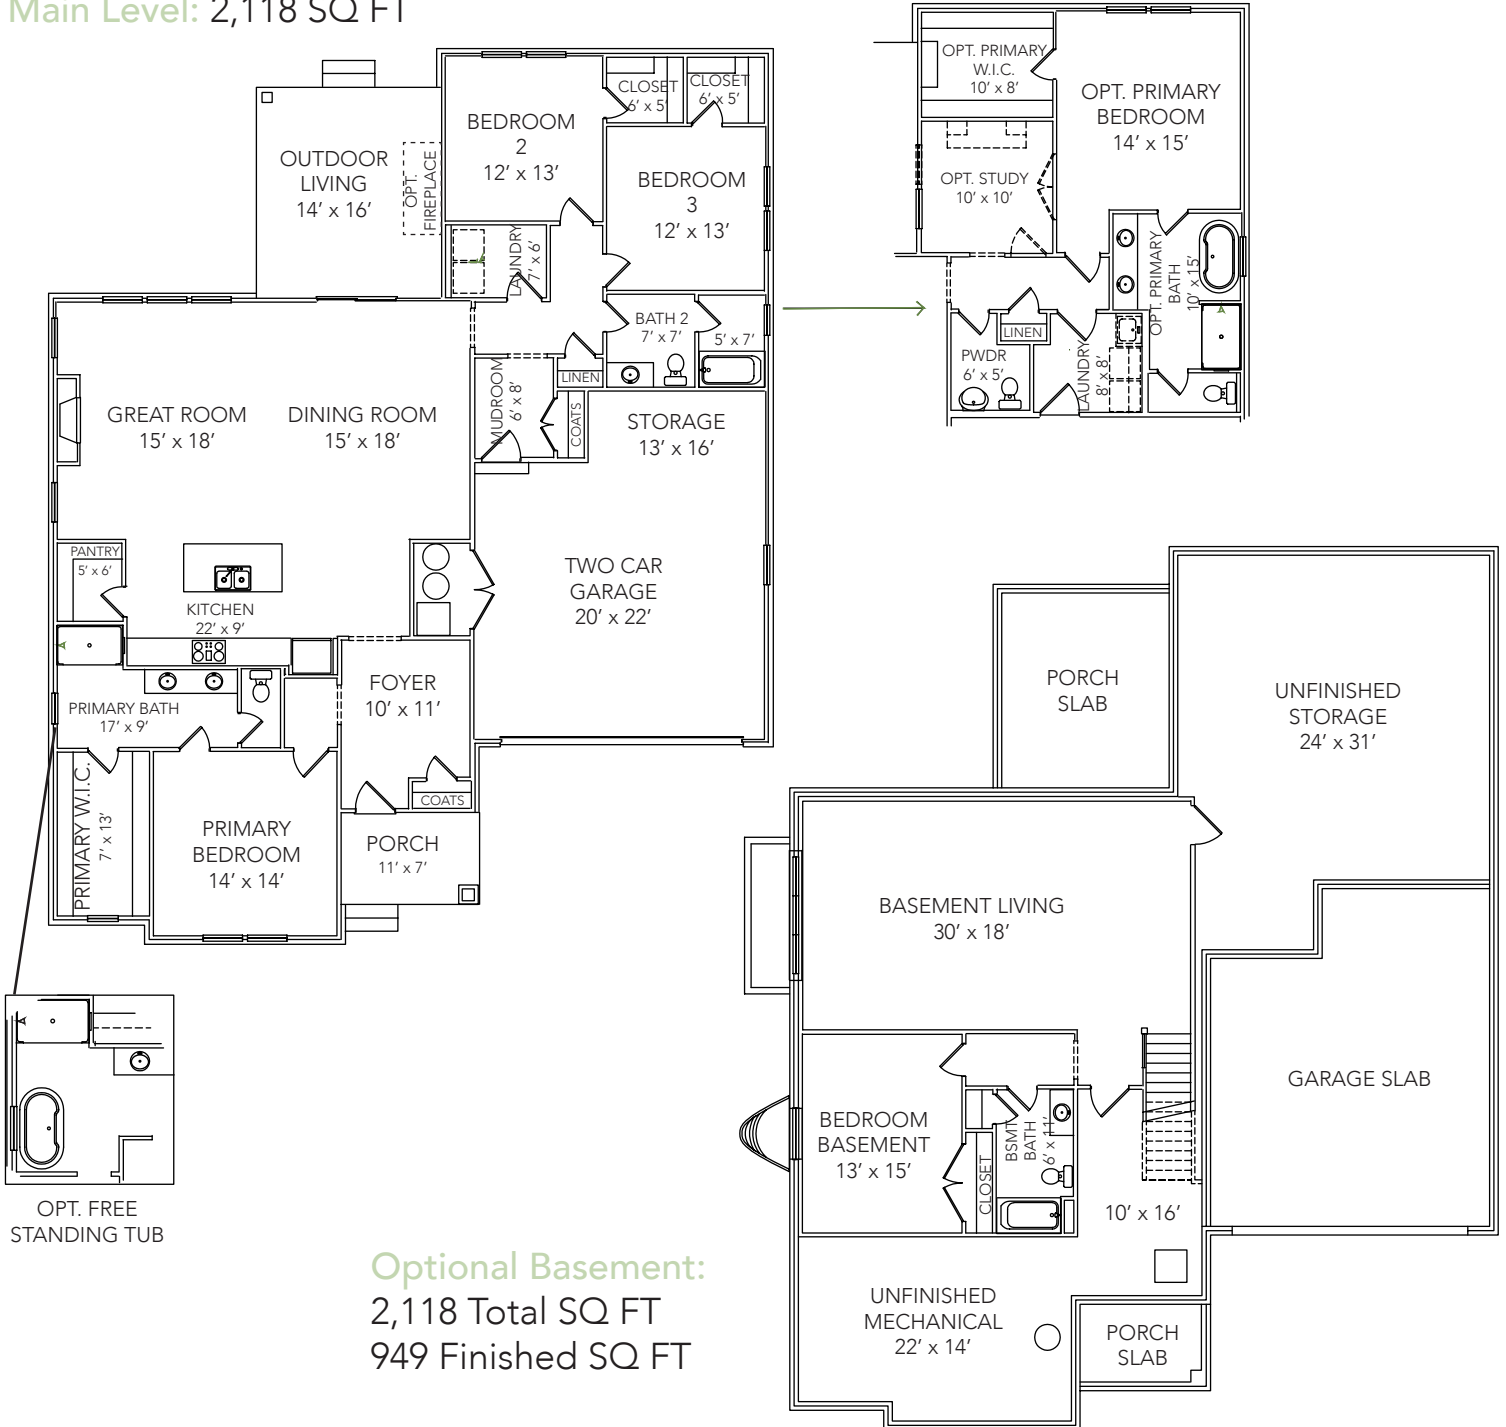 Main Level: 2,118 SQ FT
OUTDOOR
LIVING
14' x 16'
OPT.
FIREPLACE
BEDROOM
2
12' x 13'
CLOSET
6' x 5'
CLOSET
6' x 5'
BEDROOM
3
12' x 13'
LAUNDRY
7' x 6'
BATH 2
7' x 7'
5' x 7'
LINEN
MUDROOM
6' x 8'
COATS
STORAGE
13' x 16'
GREAT ROOM
15' x 18'
DINING ROOM
15' x 18'
PANTRY
5' x 6'
KITCHEN
22' x 9'
TWO CAR
GARAGE
20' x 22'
PRIMARY BATH
17' x 9'
FOYER
10' x 11'
COATS
PRIMARY W.I.C.
7' x 13'
PRIMARY
BEDROOM
14' x 14'
PORCH
11' x 7'
OPT. FREE
STANDING TUB
OPT. PRIMARY
W.I.C.
10' x 8'
OPT. PRIMARY
BEDROOM
14' x 15'
OPT. STUDY
10' x 10'
OPT. PRIMARY
BATH
10' x 15'
LINEN
PWDR
6' x 5'
LAUNDRY
8' x 8'
PORCH
SLAB
UNFINISHED
STORAGE
24' x 31'
BASEMENT LIVING
30' x 18'
GARAGE SLAB
BEDROOM
BASEMENT
13' x 15'
BSMT
BATH
6' x 11'
CLOSET
10' x 16'
UNFINISHED
MECHANICAL
22' x 14'
PORCH
SLAB
Optional Basement:
2,118 Total SQ FT
949 Finished SQ FT